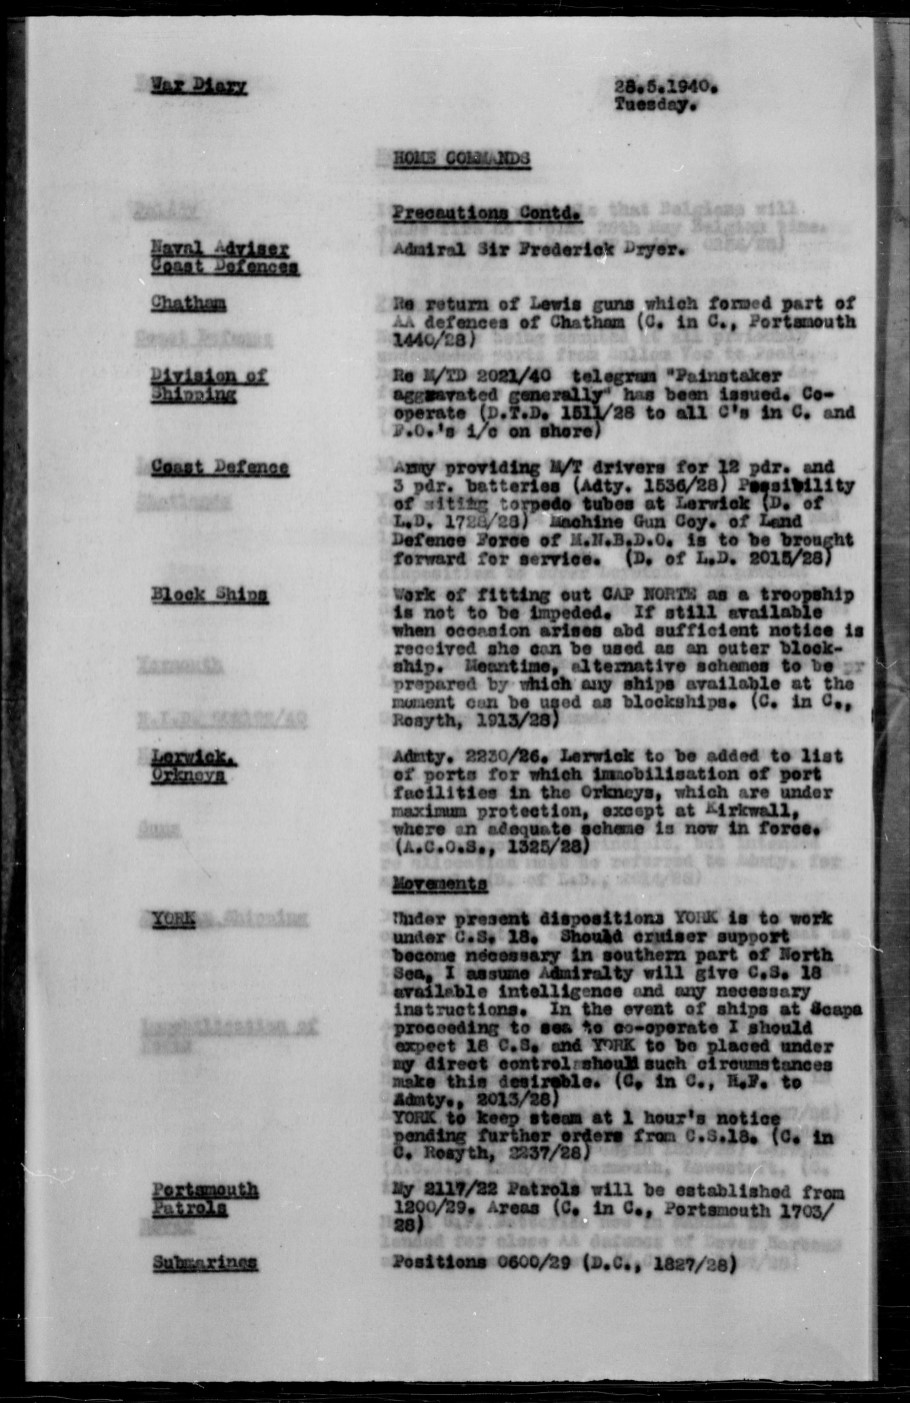 War Diary
28.5.1940.
Tuesday.
HOME COMMANDS
Precautions Contd.
Naval Adviser
Coast Defences
Admiral Sir Frederick Dryer.
Chatham
Re return of Lewis guns which formed part of
AA defences of Chatham (C. in C., Portsmouth
1440/28)
Division of
Shipping
Re M/TD 2021/40 telegram "Painstaker
aggravated generally" has been issued. Co-
operate (D.T.D. 1511/28 to all C's in C. and
F.O.'s i/c on shore)
Coast Defence
Army providing M/T drivers for 12 pdr. and
3 pdr. batteries (Adty. 1536/28) Possibility
of siting torpedo tubes at Lerwick (D. of
L.D. /28) Machine Gun Coy. of Land
Defence Force of M.N.B.D.O. is to be brought
forward for service. (D. of L.D. 2015/28)
Block Ships
Work of fitting out CAP NORTE as a troopship
is not to be impeded. If still available
when occasion arises abd sufficient notice is
received she can be used as an outer block-
ship. Meantime, alternative schemes to be
prepared by which any ships available at the
moment can be used as blockships. (C. in C.,
Rosyth, 1913/28)
Lerwick.
Orkneys
Admty. 2230/26. Lerwick to be added to list
of ports for which immobilisation of port
facilities in the Orkneys, which are under
maximum protection, except at Kirkwall,
where an adequate scheme is now in force.
(A.C.O.S., 1325/28)
Movements
YORK
Under present dispositions YORK is to work
under C.S. 18. Should cruiser support
become necessary in southern part of North
Sea, I assume Admiralty will give C.S. 18
available intelligence and any necessary
instructions. In the event of ships at Scapa
proceeding to sea to co-operate I should
expect 18 C.S. and YORK to be placed under
my direct control should such circumstances
make this desirable. (C. in C., H.F. to
Admty., 2013/28)
YORK to keep steam at 1 hour's notice
pending further orders from C.S.18. (C. in
C. Rosyth, 2237/28)
Portsmouth
Patrols
My 2117/22 Patrols will be established from
1200/29. Areas (C. in C., Portsmouth 1703/
28)
Submarines
Positions 0600/29 (D.C., 1827/28)